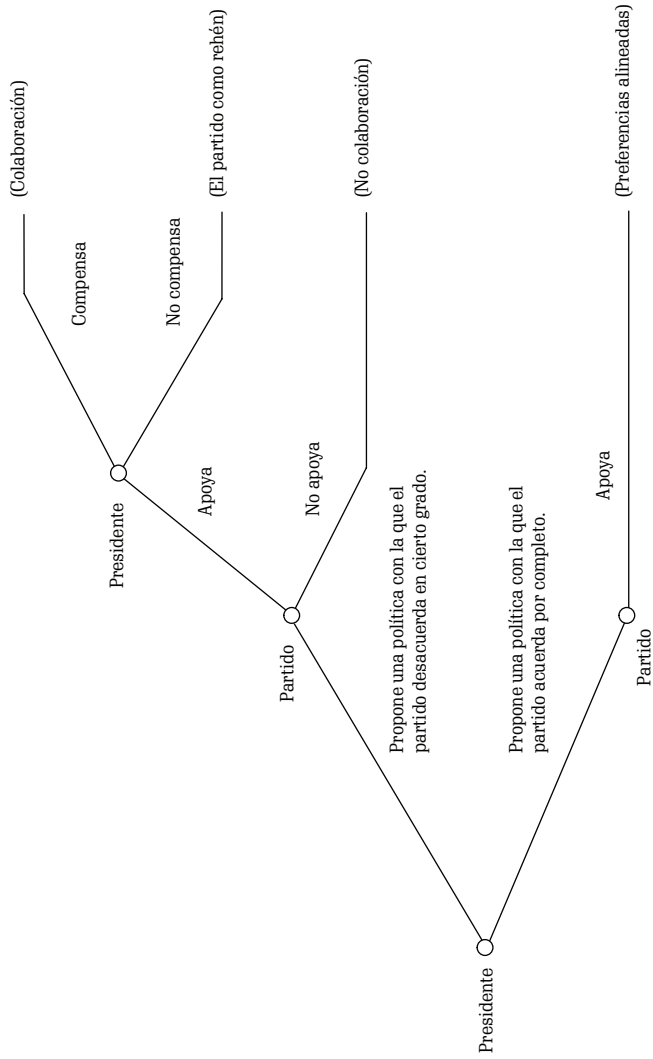 (Colaboración)
Compensa
(El partido como rehén)
No compensa
Presidente
Apoya
(No colaboración)
No apoya
Partido
Propone una política con la que el
partido desacuerda en cierto grado.
Propone una política con la que el
partido acuerda por completo.
(Preferencias alineadas)
Apoya
Partido
Presidente